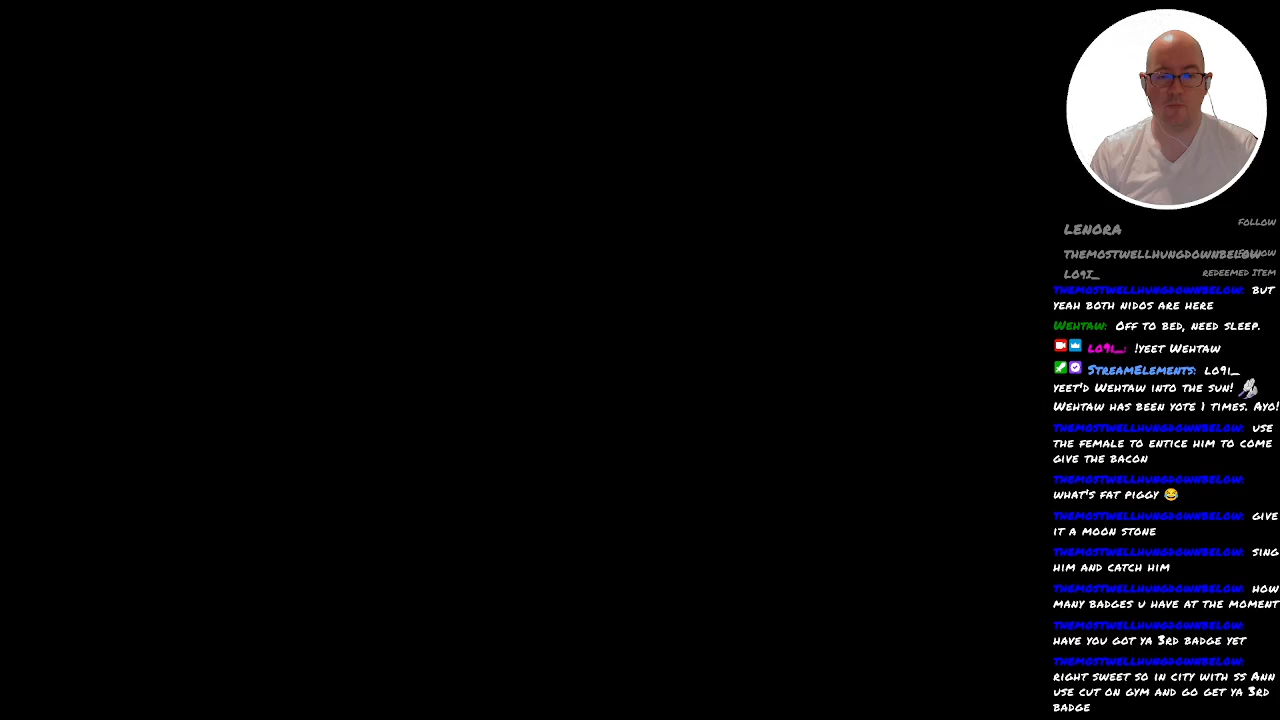 LENORA FOLLOW
THEMOSTWELLHUNGDOWNBELOW FOLLOW
LO9I_ REDEEMED ITEM
THEMOSTWELLHUNGDOWNBELOW: BUT
YEAH BOTH NIDOS ARE HERE
WEHTAW: OFF TO BED, NEED SLEEP.
LO9I_: !YEET WEHTAW
STREAMELEMENTS: LO9I_
YEET'D WEHTAW INTO THE SUN!
WEHTAW HAS BEEN YOTE 1 TIMES. AYO!
THEMOSTWELLHUNGDOWNBELOW: USE
THE FEMALE TO ENTICE HIM TO COME
GIVE THE BACON
THEMOSTWELLHUNGDOWNBELOW:
WHAT'S FAT PIGGY 😂
THEMOSTWELLHUNGDOWNBELOW: GIVE
IT A MOON STONE
THEMOSTWELLHUNGDOWNBELOW: SING
HIM AND CATCH HIM
THEMOSTWELLHUNGDOWNBELOW: HOW
MANY BADGES U HAVE AT THE MOMENT
THEMOSTWELLHUNGDOWNBELOW:
HAVE YOU GOT YA 3RD BADGE YET
THEMOSTWELLHUNGDOWNBELOW:
RIGHT SWEET SO IN CITY WITH SS ANN
USE CUT ON GYM AND GO GET YA 3RD
BADGE